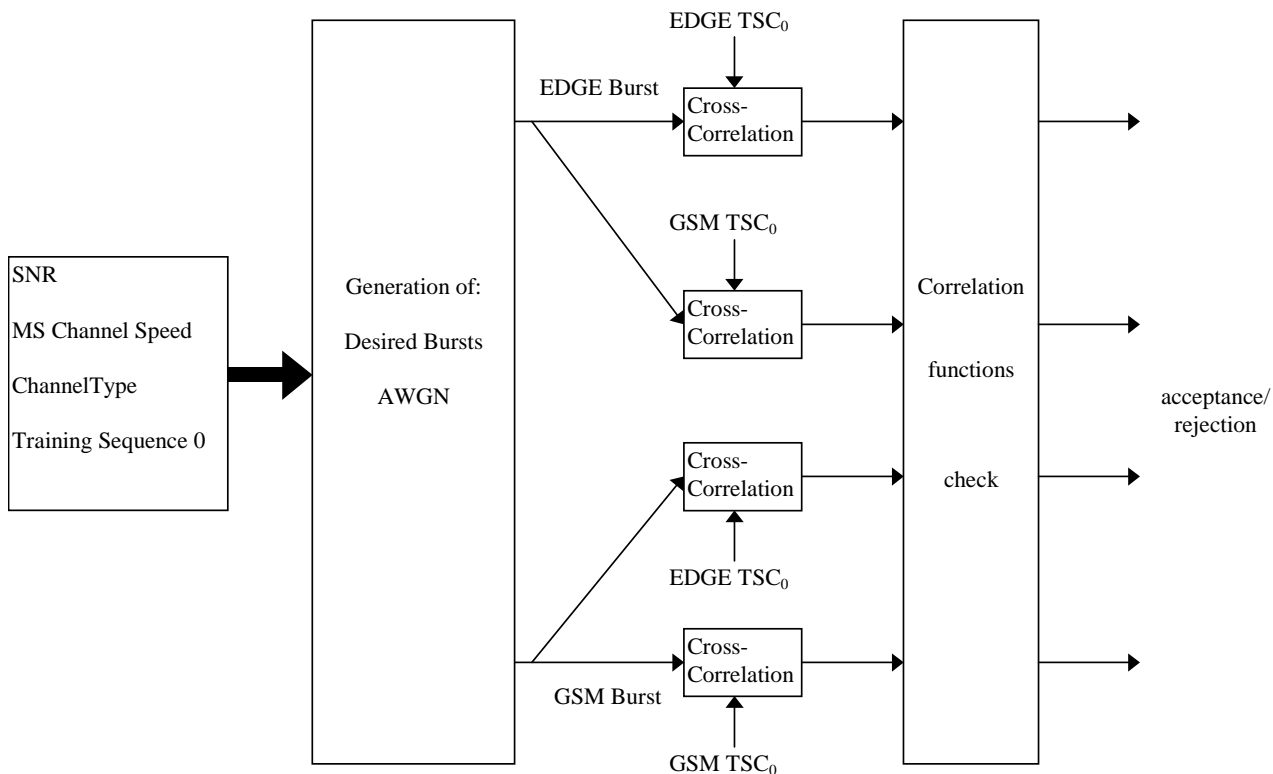 SNR
MS Channel Speed
ChannelType
Training Sequence 0
Generation of:
Desired Bursts
AWGN
EDGE Burst
GSM Burst
EDGE TSC₀
Cross-
Correlation
GSM TSC₀
Cross-
Correlation
Cross-
Correlation
EDGE TSC₀
Cross-
Correlation
GSM TSC₀
Correlation
functions
check
acceptance/
rejection